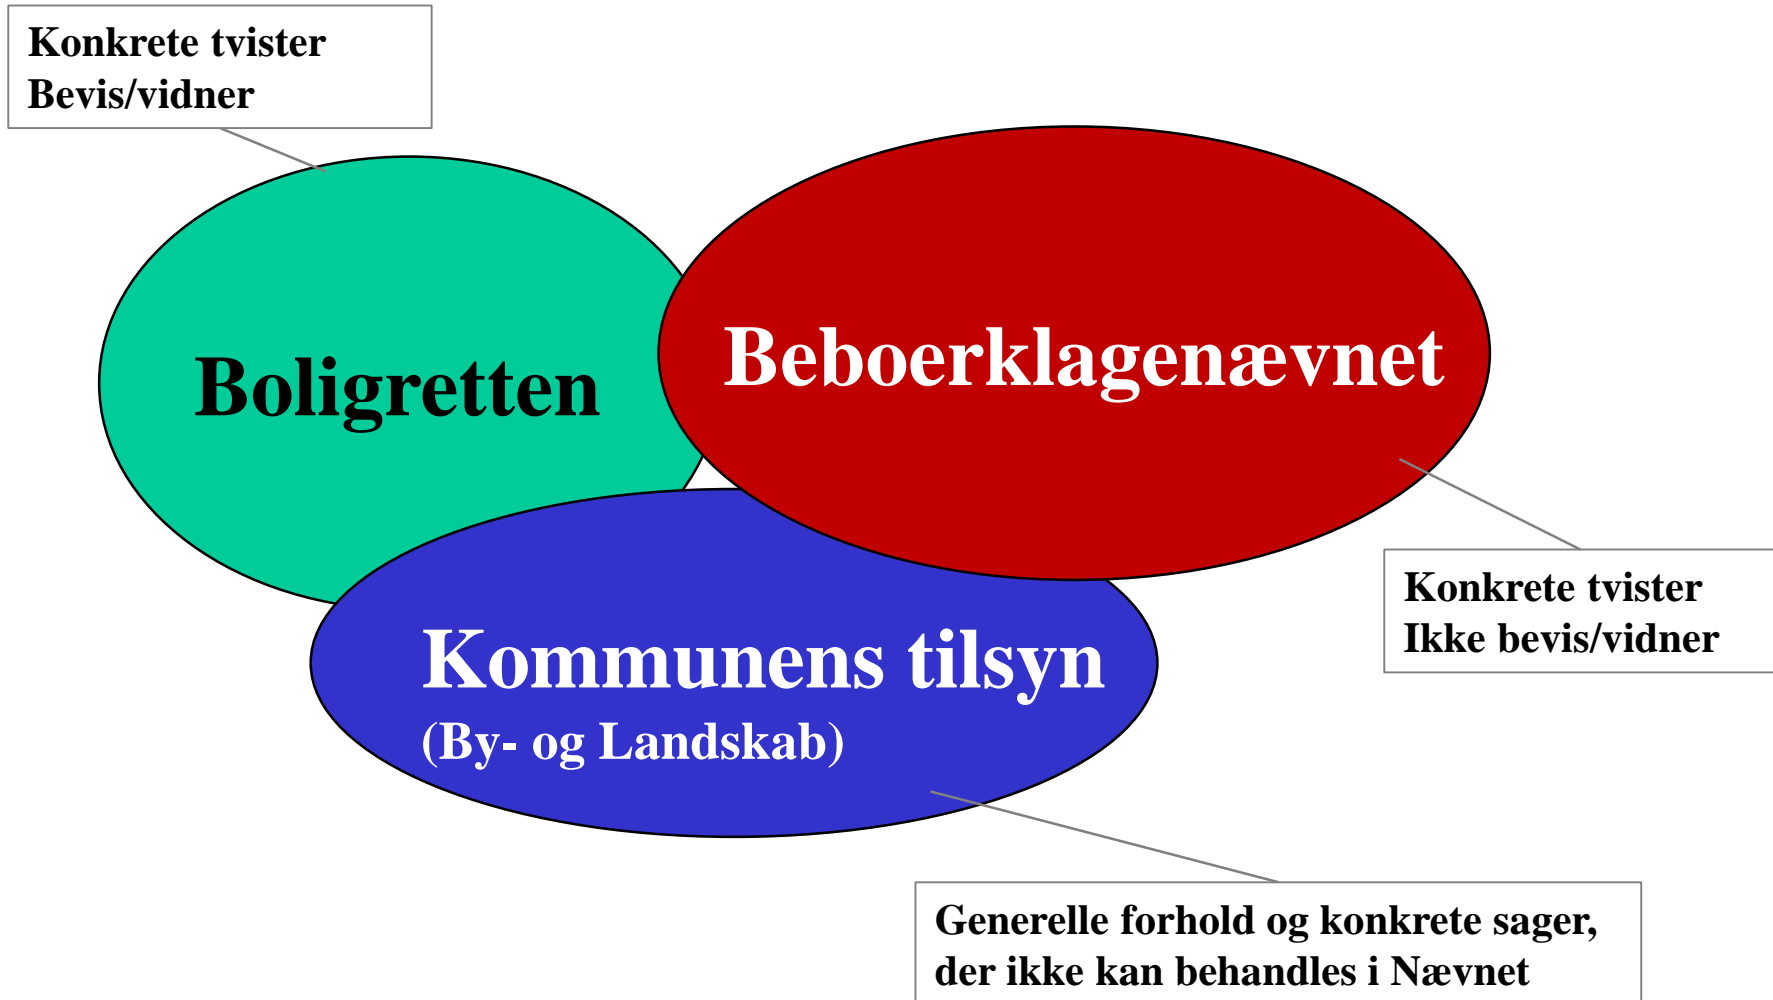 Konkrete tvister
Bevis/vidner
Boligretten
Beboerklagenævnet
Konkrete tvister
Ikke bevis/vidner
Kommunens tilsyn
(By- og Landskab)
Generelle forhold og konkrete sager,
der ikke kan behandles i Nævnet